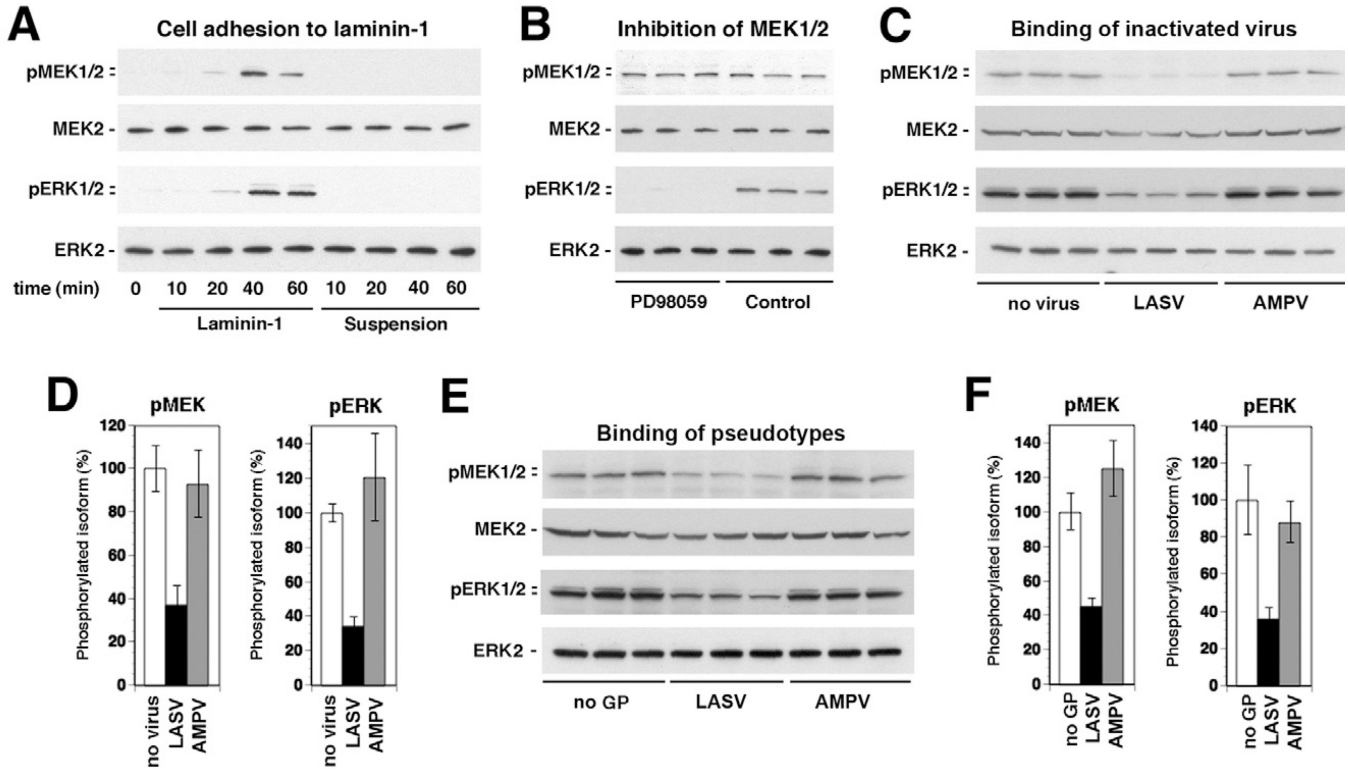 A
Cell adhesion to laminin-1
pMEK1/2 =
MEK2 -
pERK1/2 =
ERK2 -
time (min) 0 10 20 40 60 10 20 40 60
Laminin-1 Suspension
B
Inhibition of MEK1/2
pMEK1/2 =
MEK2 -
pERK1/2 =
ERK2 -
PD98059 Control
C
Binding of inactivated virus
pMEK1/2 =
MEK2 -
pERK1/2 =
ERK2 -
no virus LASV AMPV
D
pMEK
Phosphorylated isoform (%)
120
100
80
60
40
20
0
no virus
LASV
AMPV
pERK
Phosphorylated isoform (%)
140
120
100
80
60
40
20
0
no virus
LASV
AMPV
E
Binding of pseudotypes
pMEK1/2 =
MEK2 -
pERK1/2 =
ERK2 -
no GP LASV AMPV
F
pMEK
Phosphorylated isoform (%)
140
120
100
80
60
40
20
0
no GP
LASV
AMPV
pERK
Phosphorylated isoform (%)
140
120
100
80
60
40
20
0
no GP
LASV
AMPV